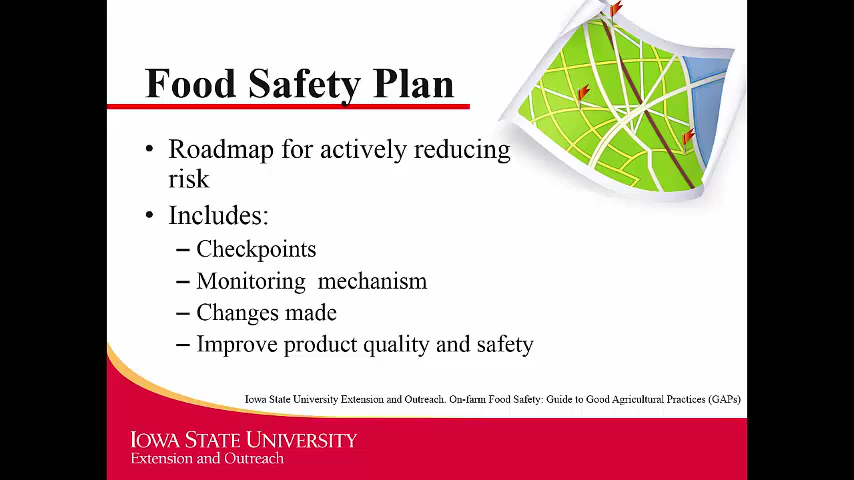 Food Safety Plan
• Roadmap for actively reducing
risk
• Includes:
– Checkpoints
– Monitoring  mechanism
– Changes made
– Improve product quality and safety
Iowa State University Extension and Outreach. On-farm Food Safety: Guide to Good Agricultural Practices (GAPs)
IOWA STATE UNIVERSITY
Extension and Outreach